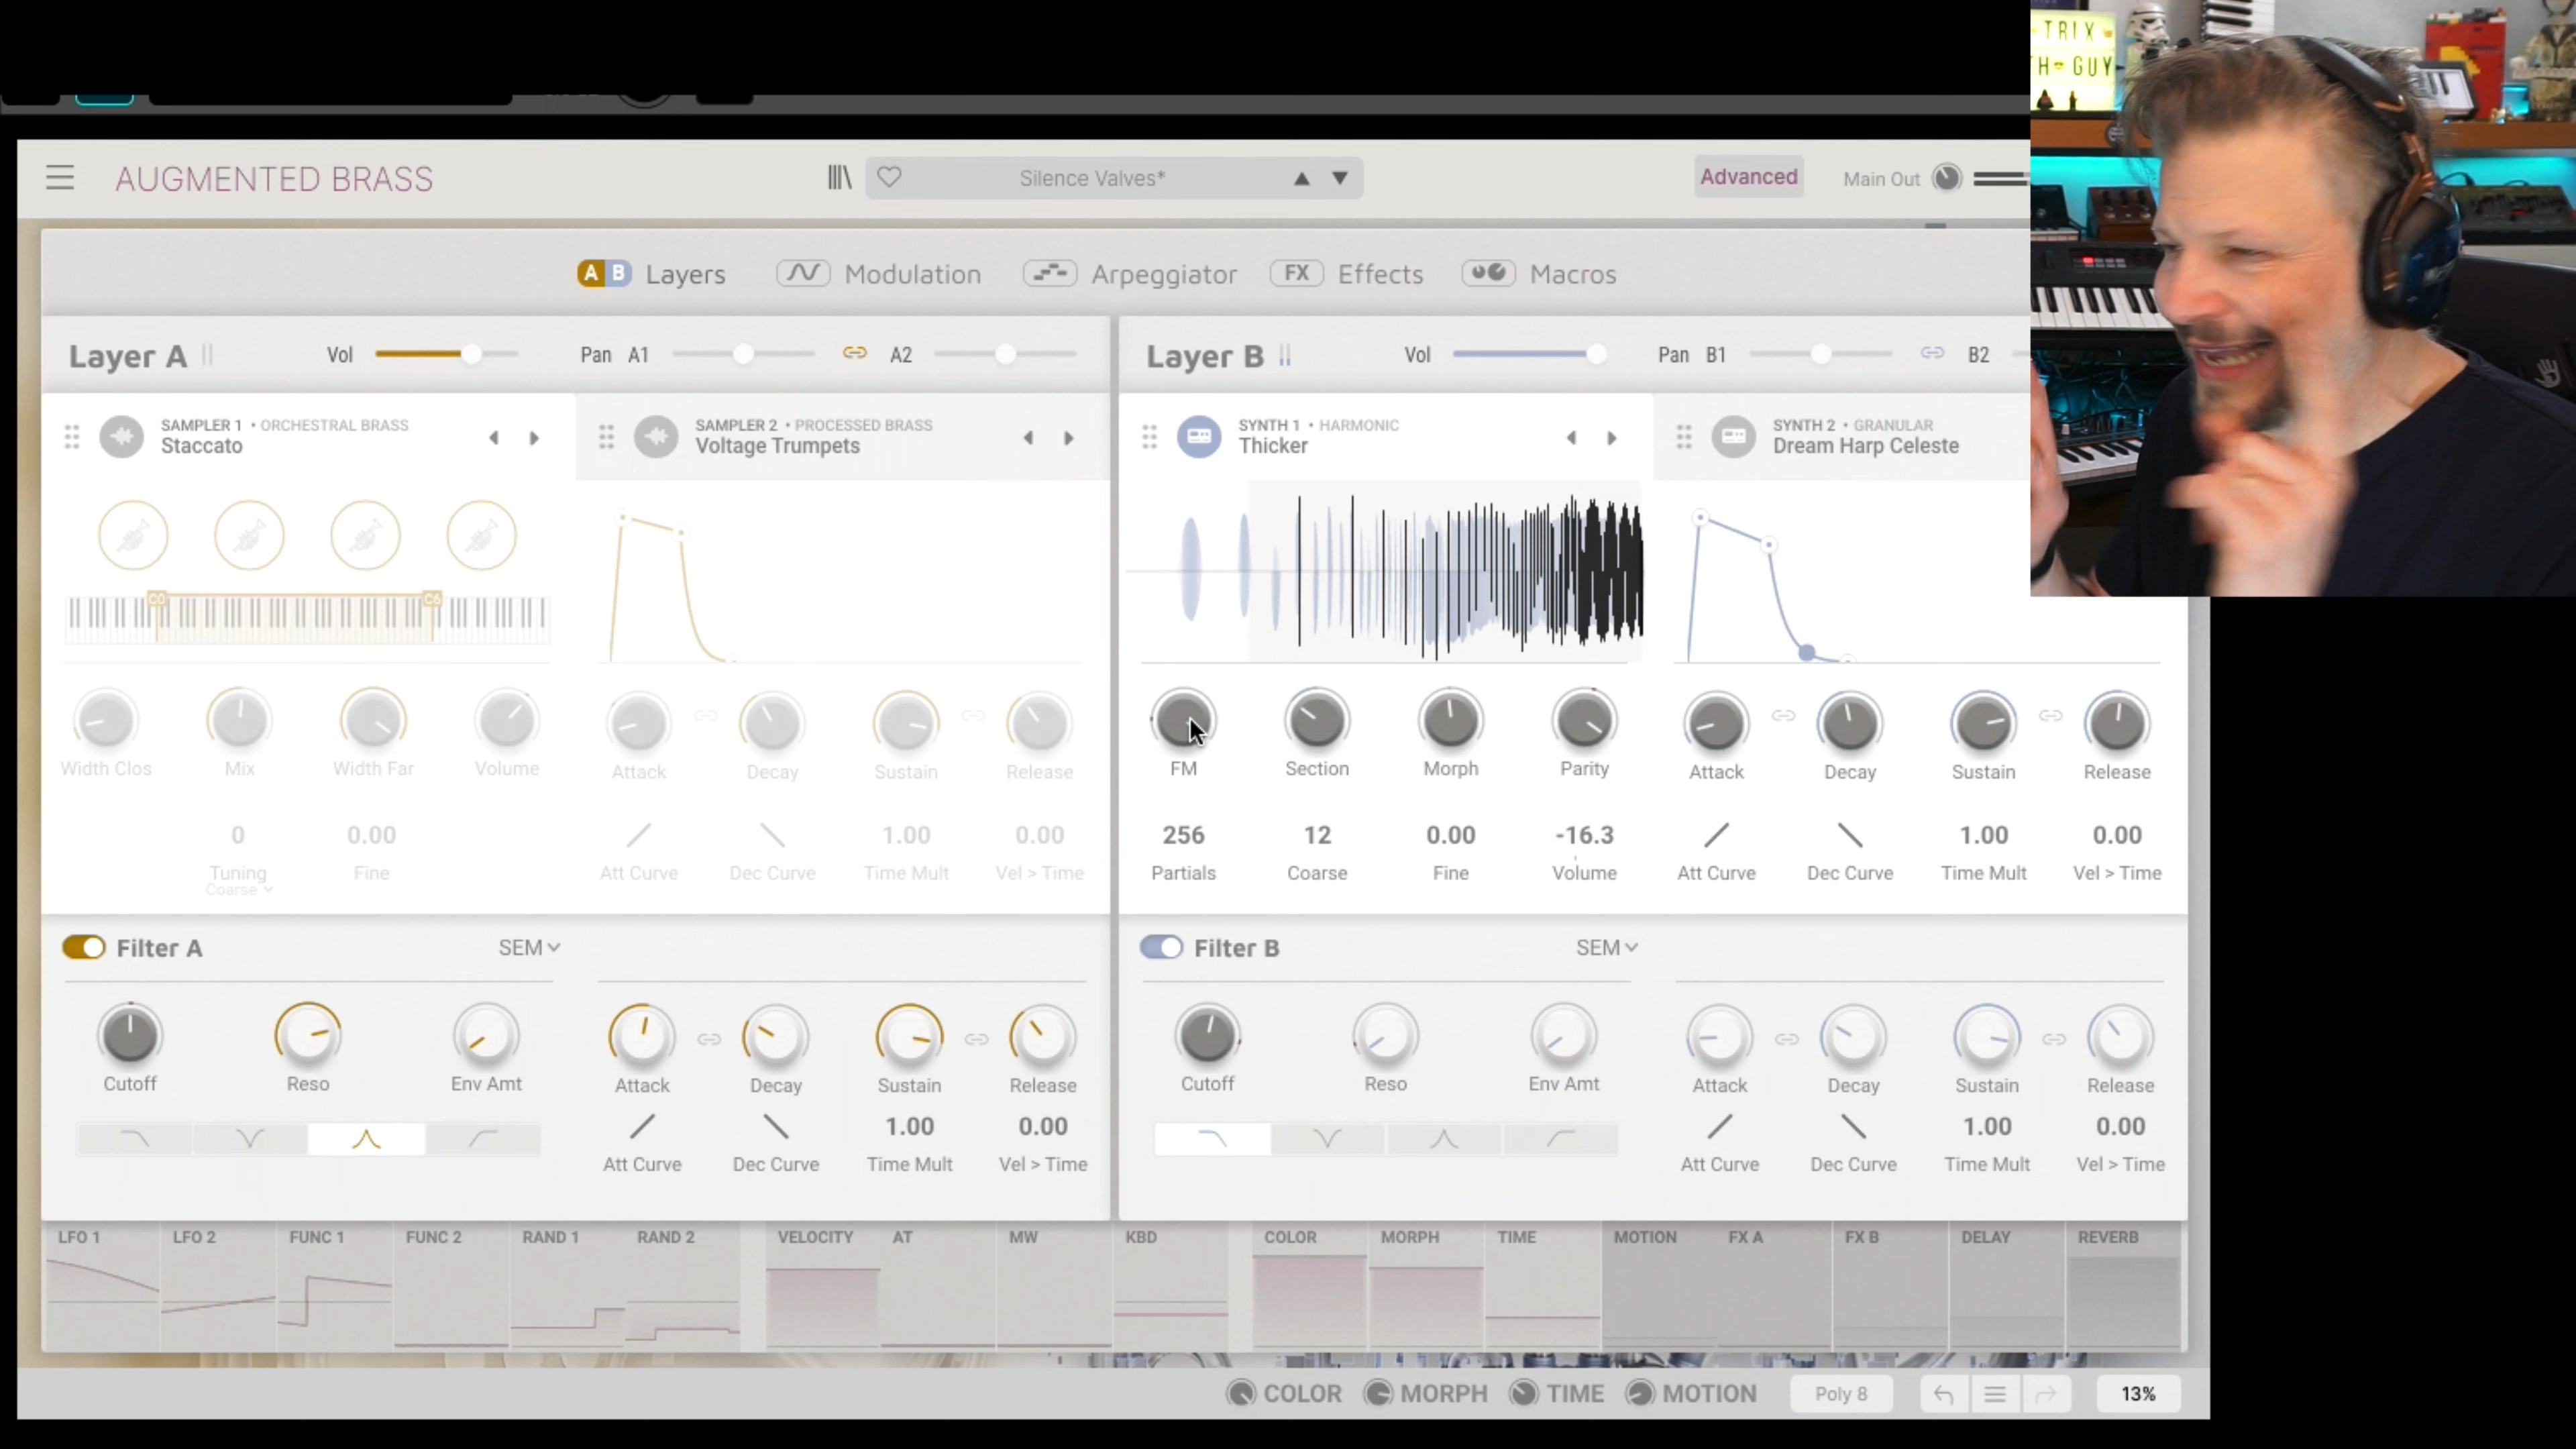 TRIX
H GUY
AUGMENTED BRASS
Silence Valves*
Advanced
Main Out
A B Layers
Modulation
Arpeggiator
FX Effects
Macros
Layer A
Vol
Pan A1
A2
Layer B
Vol
Pan B1
B2
SAMPLER 1 • ORCHESTRAL BRASS
Staccato
SAMPLER 2 • PROCESSED BRASS
Voltage Trumpets
SYNTH 1 • HARMONIC
Thicker
SYNTH 2 • GRANULAR
Dream Harp Celeste
C0
C6
Width Clos Mix Width Far Volume
Attack Decay Sustain Release
FM Section Morph Parity
Attack Decay Sustain Release
0 0.00
Tuning Fine
Coarse
1.00 0.00
Att Curve Dec Curve Time Mult Vel > Time
256 12 0.00 -16.3
Partials Coarse Fine Volume
1.00 0.00
Att Curve Dec Curve Time Mult Vel > Time
Filter A
SEM
Filter B
SEM
Cutoff Reso Env Amt
Attack Decay Sustain Release
1.00 0.00
Att Curve Dec Curve Time Mult Vel > Time
Cutoff Reso Env Amt
Attack Decay Sustain Release
1.00 0.00
Att Curve Dec Curve Time Mult Vel > Time
LFO 1 LFO 2 FUNC 1 FUNC 2 RAND 1 RAND 2 VELOCITY AT MW KBD COLOR MORPH TIME MOTION FX A FX B DELAY REVERB
COLOR MORPH TIME MOTION Poly 8 13%